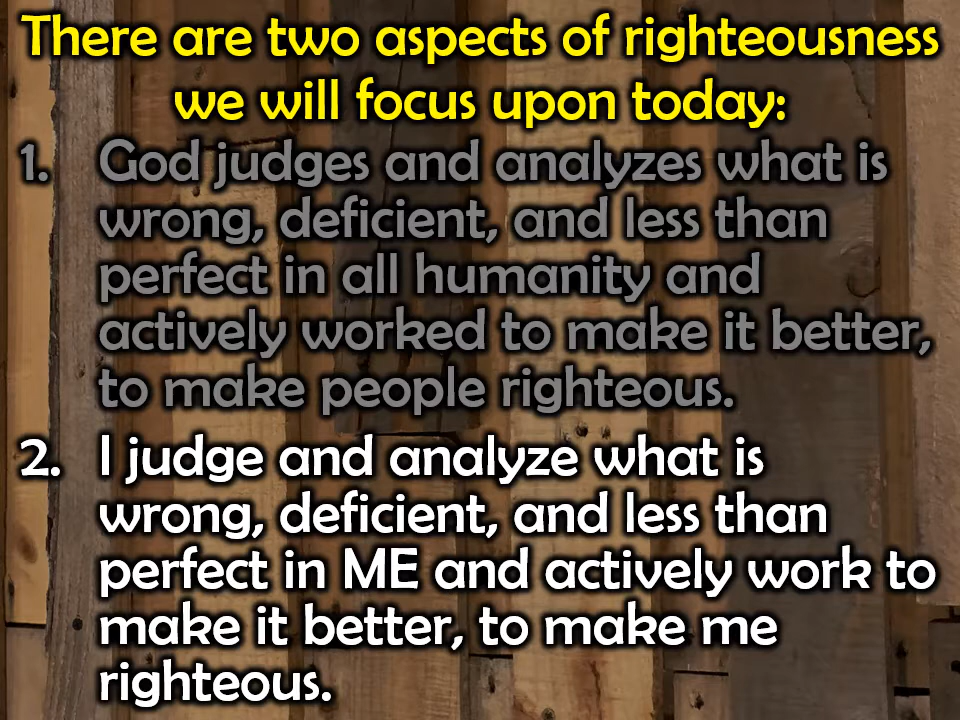 There are two aspects of righteousness
we will focus upon today:
1. God judges and analyzes what is
wrong, deficient, and less than
perfect in all humanity and
actively worked to make it better,
to make people righteous.
2. I judge and analyze what is
wrong, deficient, and less than
perfect in ME and actively work to
make it better, to make me
righteous.